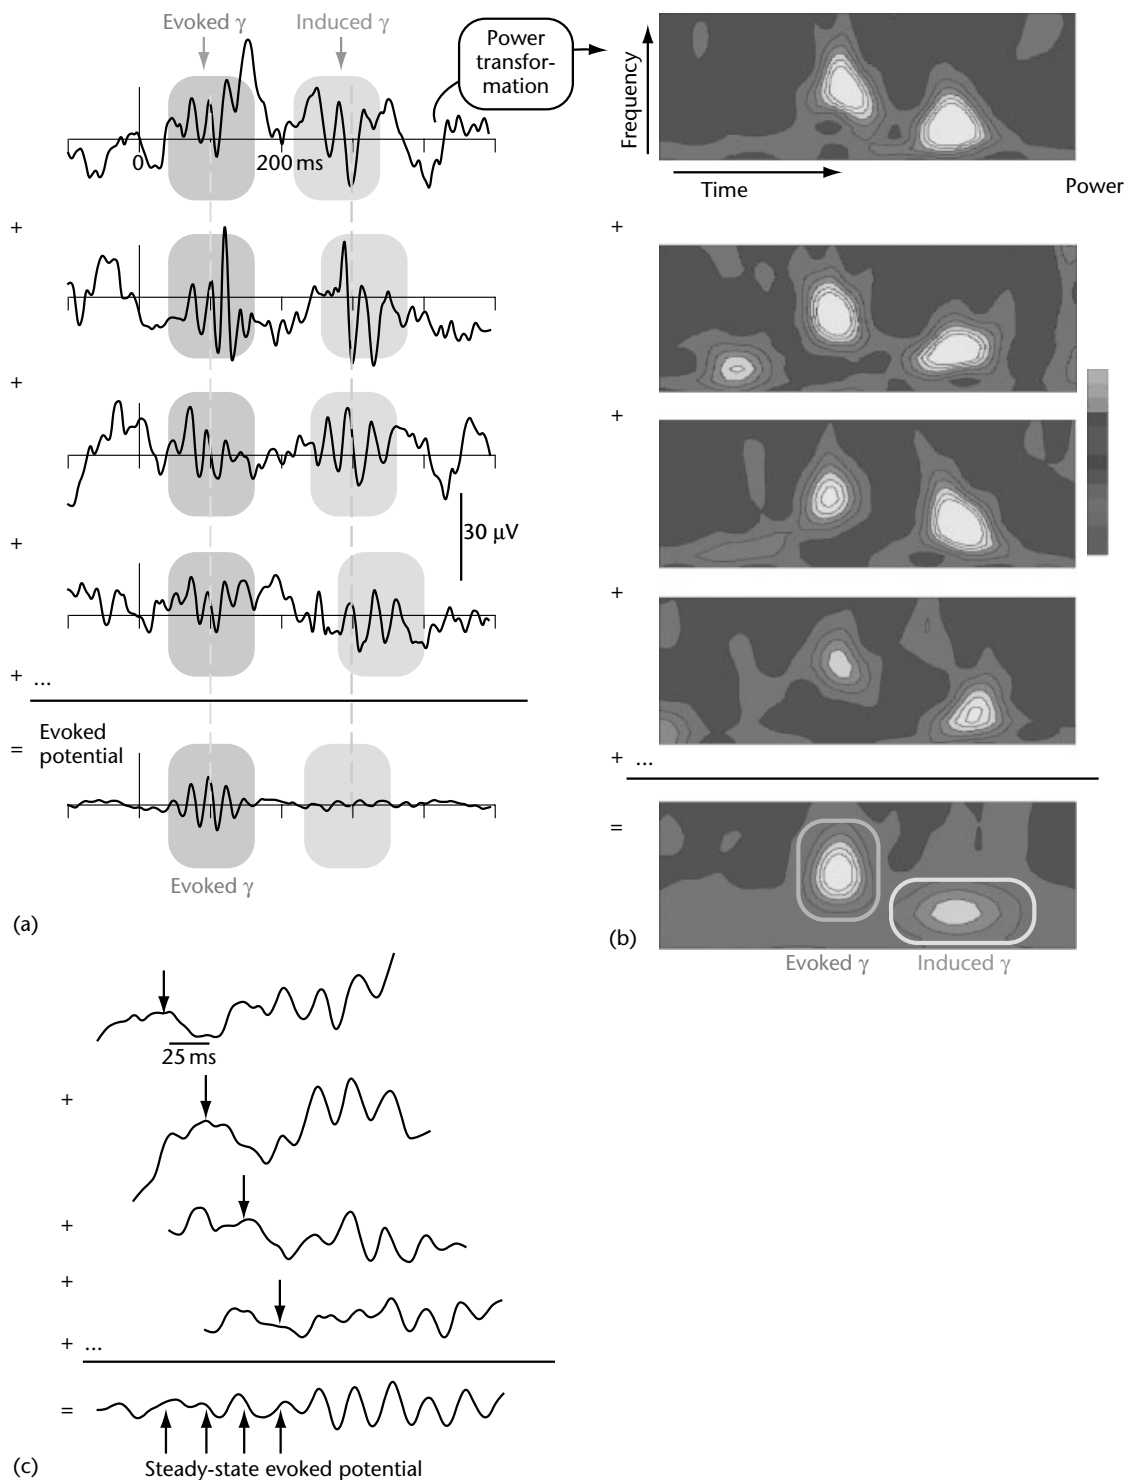 Evoked γ
Induced γ
Power
transfor-
mation
Frequency
Time
Power
0
200 ms
+
+
+
+
+
+
30 μV
+
+
+ ...
+ ...
= Evoked
potential
=
Evoked γ
Evoked γ
Induced γ
(a)
(b)
25 ms
+
+
+
+ ...
=
Steady-state evoked potential
(c)